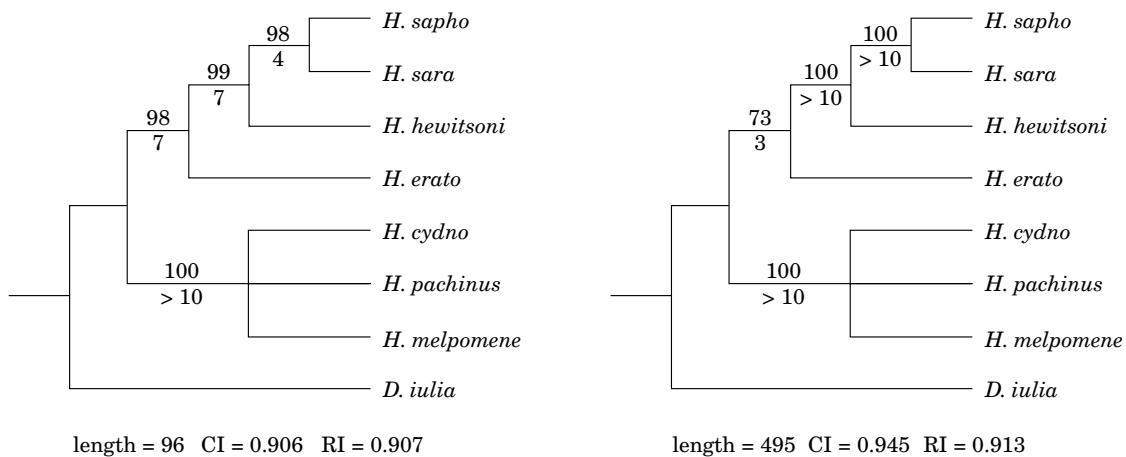 98
H. sapho
4
H. sara
99
7
H. hewitsoni
98
7
H. erato
H. cydno
100
> 10
H. pachinus
H. melpomene
D. iulia
length = 96 CI = 0.906 RI = 0.907
100
H. sapho
> 10
H. sara
100
> 10
H. hewitsoni
73
3
H. erato
H. cydno
100
> 10
H. pachinus
H. melpomene
D. iulia
length = 495 CI = 0.945 RI = 0.913